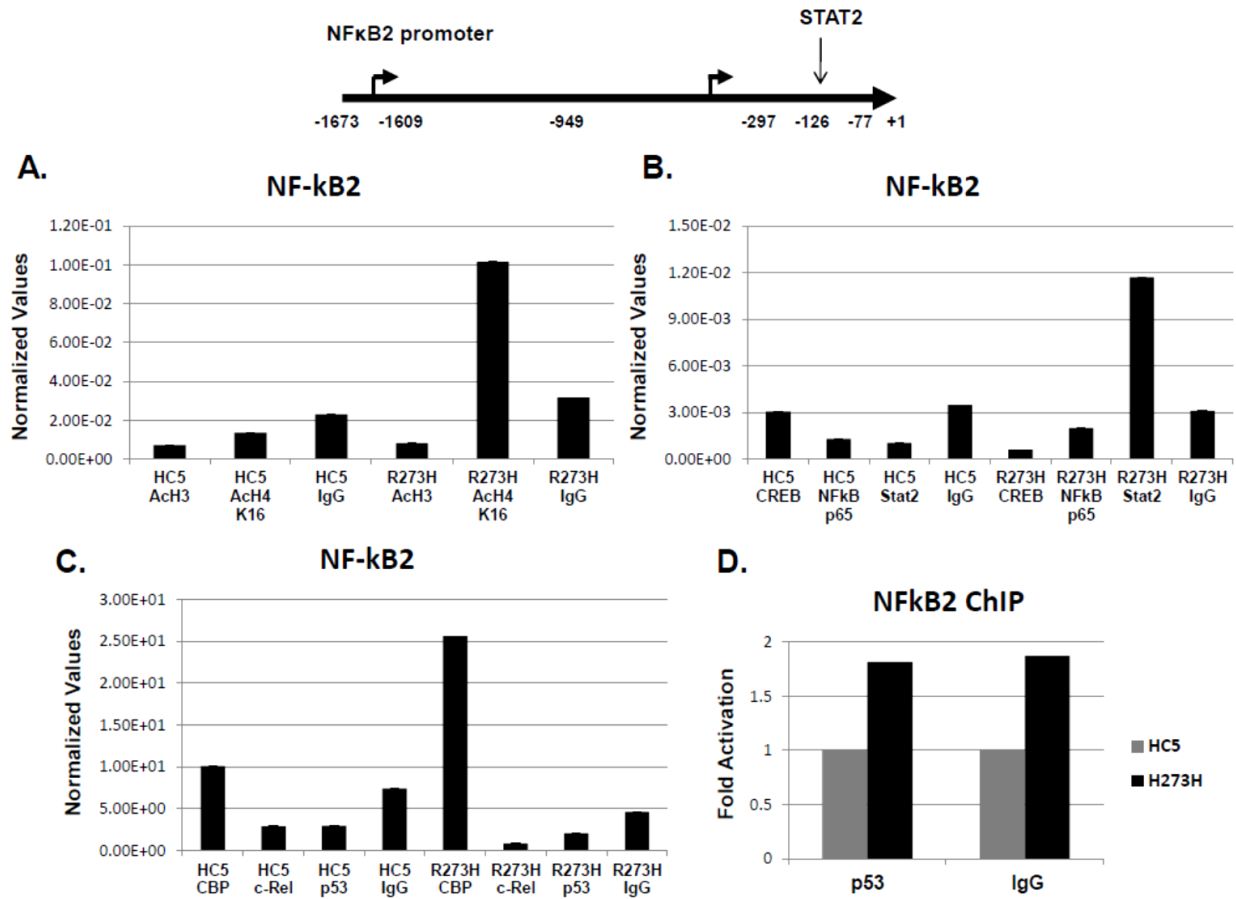 STAT2
NFκB2 promoter
-1673
-1609
-949
-297
-126
-77
+1
A.
NF-kB2
Normalized Values
1.20E-01
1.00E-01
8.00E-02
6.00E-02
4.00E-02
2.00E-02
0.00E+00
HC5 AcH3
HC5 AcH4 K16
HC5 IgG
R273H AcH3
R273H AcH4 K16
R273H IgG
B.
NF-kB2
Normalized Values
1.50E-02
1.20E-02
9.00E-03
6.00E-03
3.00E-03
0.00E+00
HC5 CREB
HC5 NFkB p65
HC5 Stat2
HC5 IgG
R273H CREB
R273H NFkB p65
R273H Stat2
R273H IgG
C.
NF-kB2
Normalized Values
3.00E+01
2.50E+01
2.00E+01
1.50E+01
1.00E+01
5.00E+00
0.00E+00
HC5 CBP
HC5 c-Rel
HC5 p53
HC5 IgG
R273H CBP
R273H c-Rel
R273H p53
R273H IgG
D.
NFkB2 ChIP
Fold Activation
2
1.5
1
0.5
0
p53
IgG
HC5
H273H